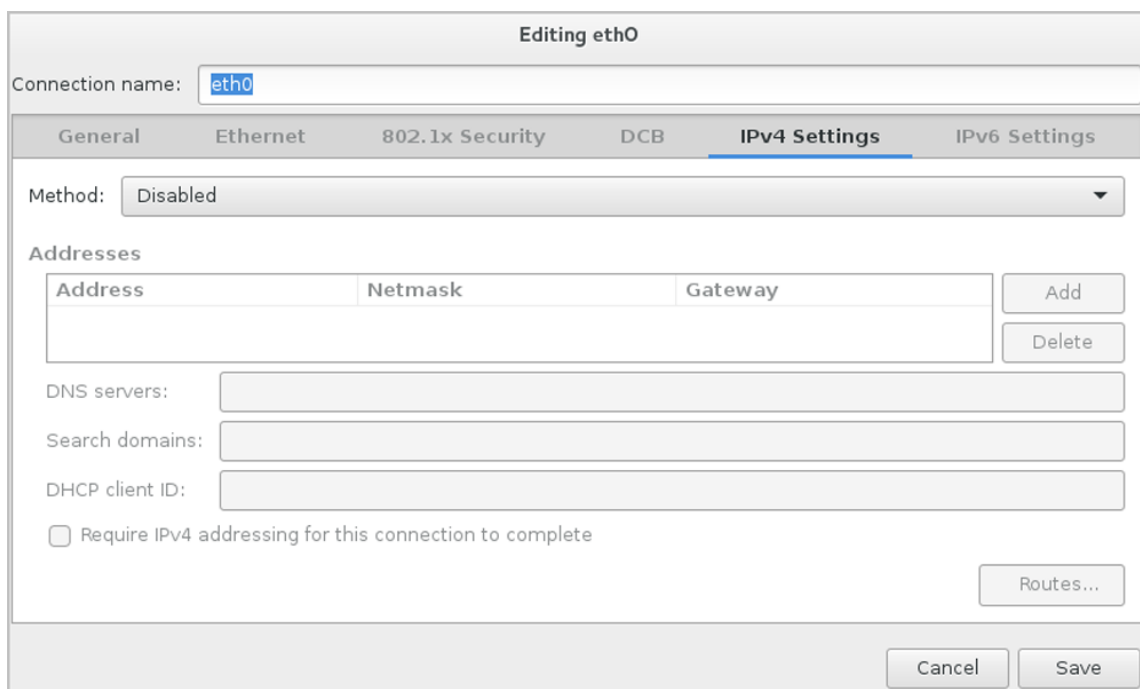 Editing ethO
Connection name: eth0
General Ethernet 802.1x Security DCB IPv4 Settings IPv6 Settings
Method: Disabled
Addresses
Address Netmask Gateway
Add
Delete
DNS servers:
Search domains:
DHCP client ID:
Require IPv4 addressing for this connection to complete
Routes...
Cancel Save